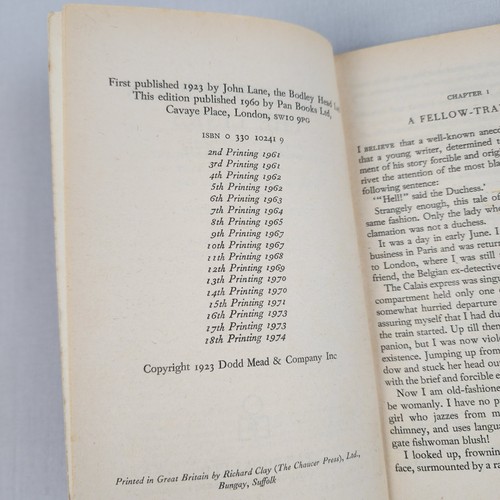 First published 1923 by John Lane, the Bodley Head
This edition published 1960 by Pan Books Ltd,
Cavaye Place, London, SW10 9PG
ISBN 0 330 10241 9
2nd Printing 1961
3rd Printing 1961
4th Printing 1962
5th Printing 1962
6th Printing 1963
7th Printing 1964
8th Printing 1965
9th Printing 1967
10th Printing 1967
11th Printing 1968
12th Printing 1969
13th Printing 1970
14th Printing 1970
15th Printing 1971
16th Printing 1973
17th Printing 1973
18th Printing 1974
Copyright 1923 Dodd Mead & Company Inc
Printed in Great Britain by Richard Clay (The Chaucer Press), Ltd.,
Bungay, Suffolk
CHAPTER 1
A FELLOW-TRA
I BELIEVE that a well-known anec
that a young writer, determined t
ment of his story forcible and orig
rivet the attention of the most bla
following sentence:
'"Hell!" said the Duchess.'
Strangely enough, this tale of
same fashion. Only the lady who
clamation was not a duchess.
It was a day in early June. I
business in Paris and was return
to London, where I was still
friend, the Belgian ex-detective
The Calais express was singu
compartment held only one
somewhat hurried departure
assuring myself that I had du
the train started. Up till then
panion, but I was now violen
existence. Jumping up from
dow and stuck her head out
with the brief and forcible e
Now I am old-fashione
be womanly. I have no p
girl who jazzes from m
chimney, and uses langua
gate fishwoman blush!
I looked up, frownin
face, surmounted by a ra